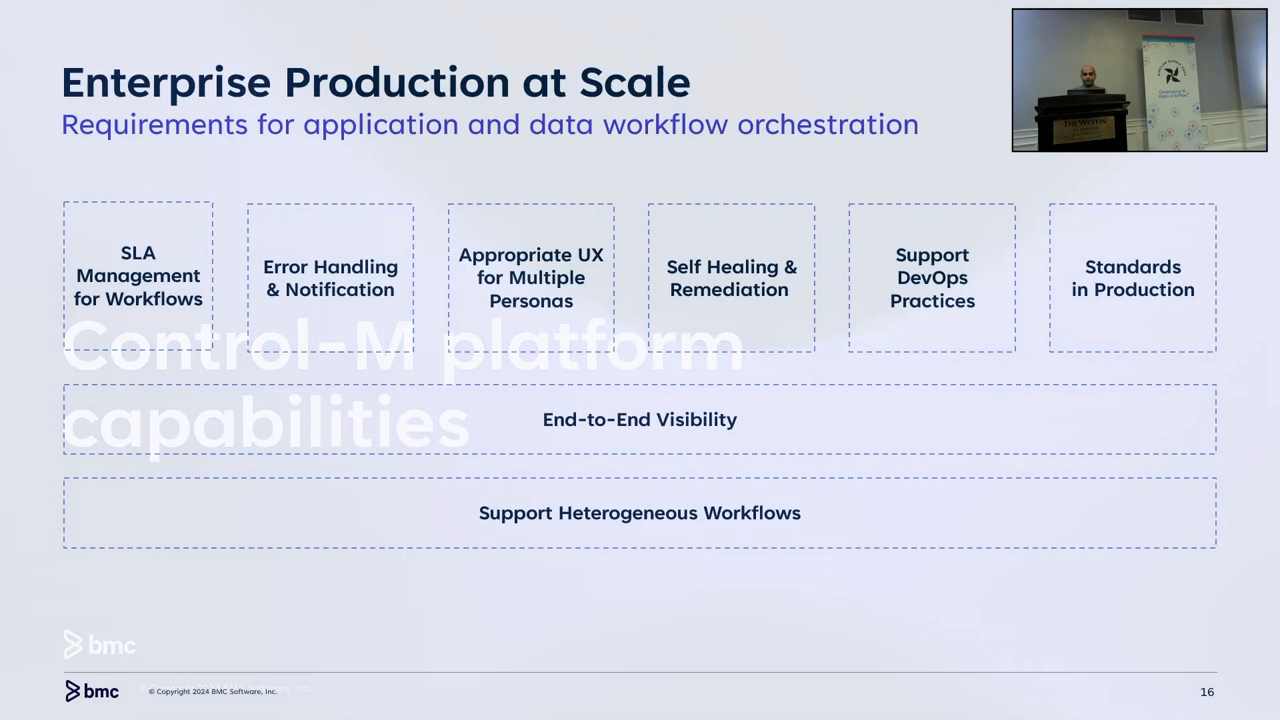 Enterprise Production at Scale
Requirements for application and data workflow orchestration
SLA
Management
for Workflows
Error Handling
& Notification
Appropriate UX
for Multiple
Personas
Self Healing &
Remediation
Support
DevOps
Practices
Standards
in Production
Control-M platform
capabilities
End-to-End Visibility
Support Heterogeneous Workflows
bmc
bmc
© Copyright 2024 BMC Software, Inc.
16
THE WESTIN